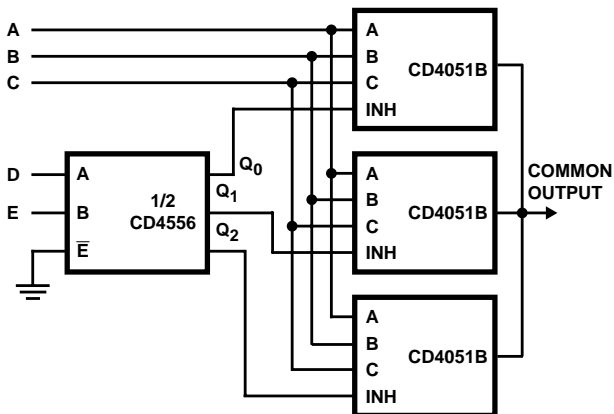 A
B
C
A
B
C
INH
CD4051B
D
E
A
B
E̅
1/2
CD4556
Q0
Q1
Q2
A
B
C
INH
CD4051B
COMMON
OUTPUT
A
B
C
INH
CD4051B